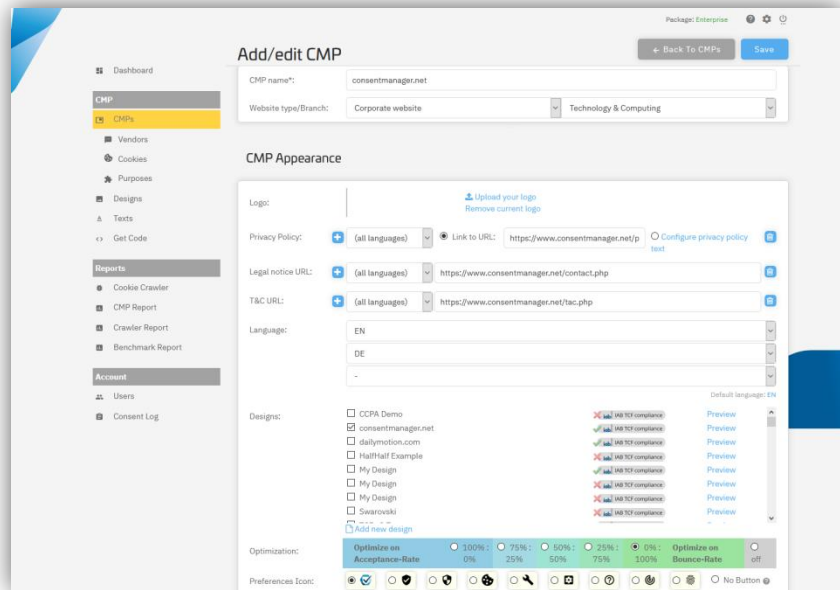 Package: Enterprise
Add/edit CMP
← Back To CMPs
Save
Dashboard
CMP
CMPs
Vendors
Cookies
Purposes
Designs
Texts
Get Code
Reports
Cookie Crawler
CMP Report
Crawler Report
Benchmark Report
Account
Users
Consent Log
CMP name*:
consentmanager.net
Website type/Branch:
Corporate website
Technology & Computing
CMP Appearance
Logo:
Upload your logo
Remove current logo
Privacy Policy:
(all languages)
Link to URL:
https://www.consentmanager.net/p
Configure privacy policy
text
Legal notice URL:
(all languages)
https://www.consentmanager.net/contact.php
T&C URL:
(all languages)
https://www.consentmanager.net/tac.php
Language:
EN
DE
-
Default language: EN
Designs:
CCPA Demo IAB TCF compliance Preview
consentmanager.net IAB TCF compliance Preview
dailymotion.com IAB TCF compliance Preview
HalfHalf Example IAB TCF compliance Preview
My Design IAB TCF compliance Preview
My Design IAB TCF compliance Preview
My Design IAB TCF compliance Preview
Swarovski IAB TCF compliance Preview
Add new design
Optimization:
Optimize on
Acceptance-Rate
100% :
0%
75% :
25%
50% :
50%
25% :
75%
0% :
100%
Optimize on
Bounce-Rate
off
Preferences Icon:
No Button